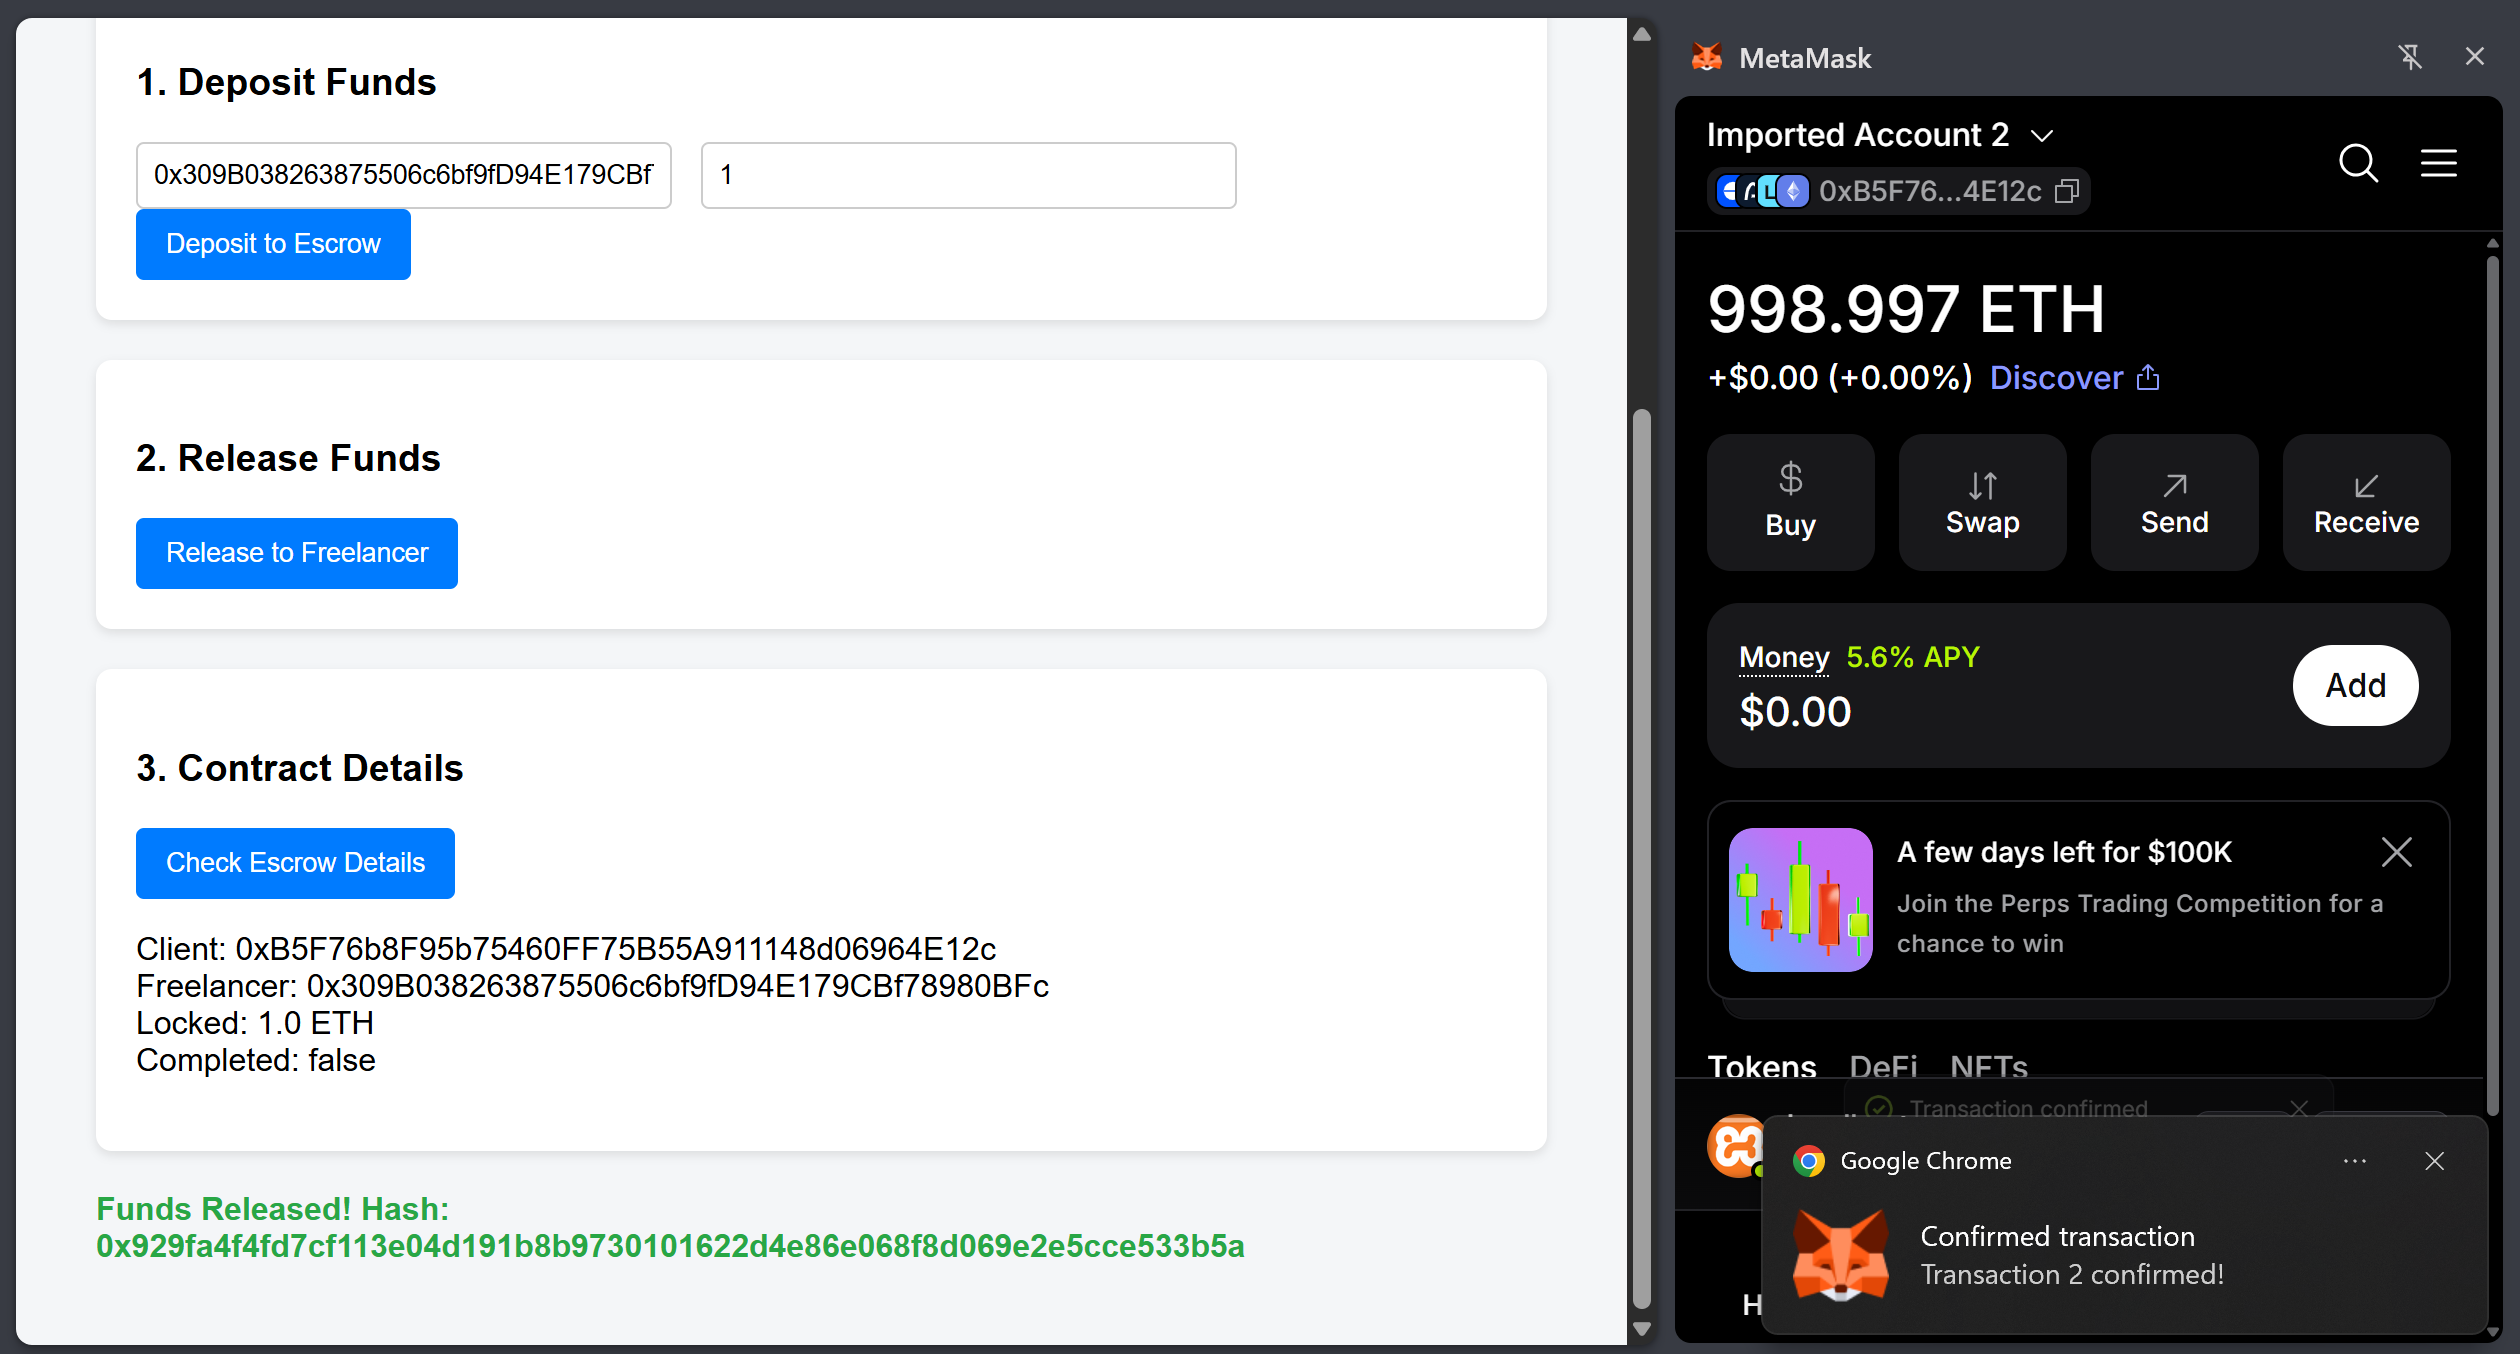 1. Deposit Funds
0x309B038263875506c6bf9fD94E179CBf
1
Deposit to Escrow
2. Release Funds
Release to Freelancer
3. Contract Details
Check Escrow Details
Client: 0xB5F76b8F95b75460FF75B55A911148d06964E12c
Freelancer: 0x309B038263875506c6bf9fD94E179CBf78980BFc
Locked: 1.0 ETH
Completed: false
Funds Released! Hash:
0x929fa4f4fd7cf113e04d191b8b9730101622d4e86e068f8d069e2e5cce533b5a
MetaMask
Imported Account 2
0xB5F76...4E12c
998.997 ETH
+$0.00 (+0.00%) Discover
Buy
Swap
Send
Receive
Money 5.6% APY
$0.00
Add
A few days left for $100K
Join the Perps Trading Competition for a
chance to win
Tokens DeFi NFTs
Transaction confirmed
Google Chrome
Confirmed transaction
Transaction 2 confirmed!